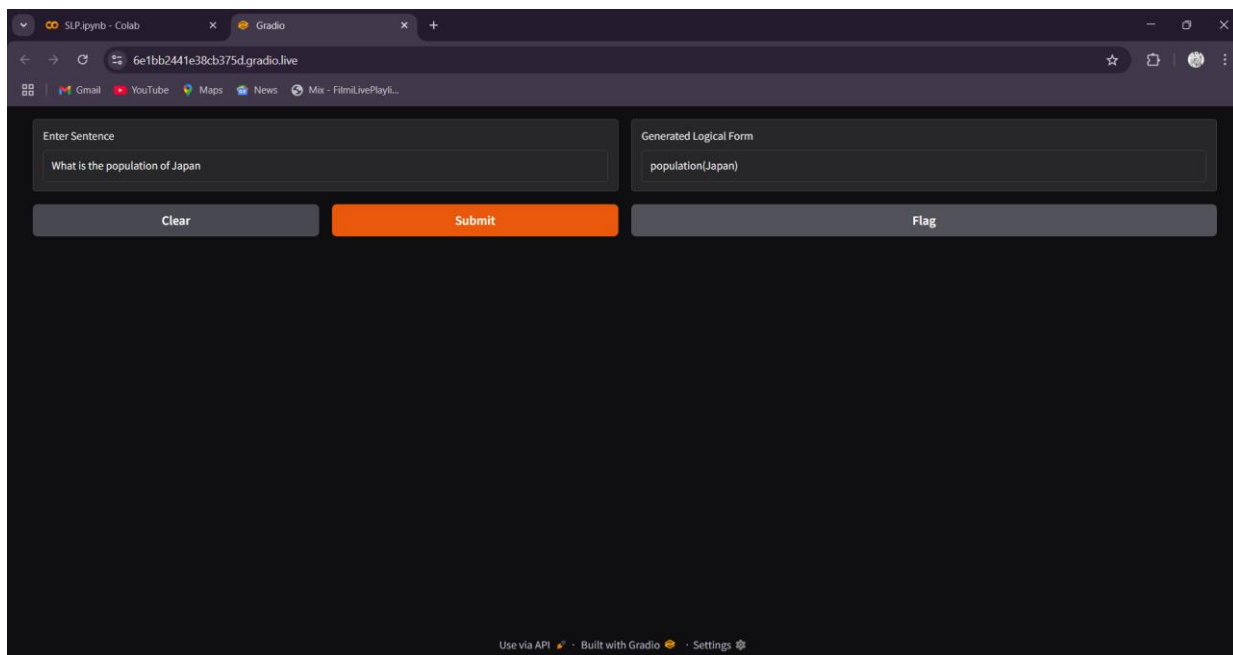 SLP.ipynb - Colab
Gradio
6e1bb2441e38cb375d.gradio.live
Gmail YouTube Maps News Mix - FilmiLivePlayli...
Enter Sentence
What is the population of Japan
Generated Logical Form
population(Japan)
Clear
Submit
Flag
Use via API · Built with Gradio · Settings